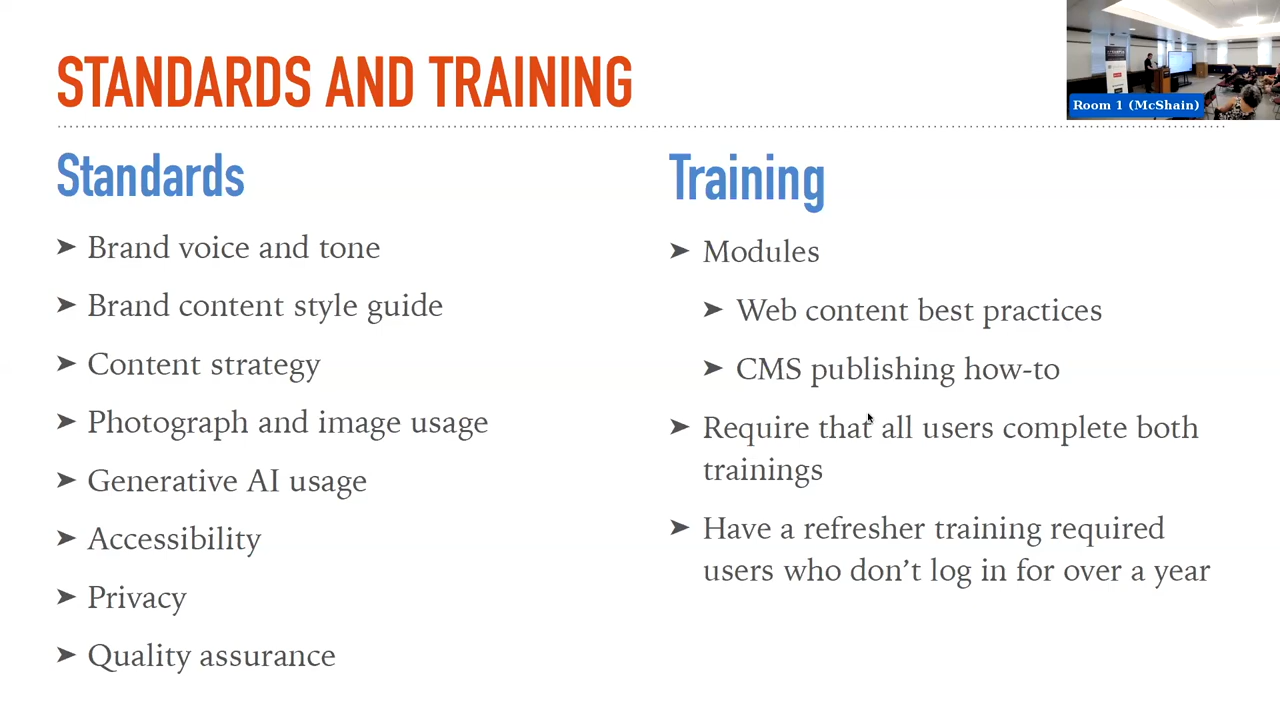 STANDARDS AND TRAINING
Room 1 (McShain)
Standards
➤ Brand voice and tone
➤ Brand content style guide
➤ Content strategy
➤ Photograph and image usage
➤ Generative AI usage
➤ Accessibility
➤ Privacy
➤ Quality assurance
Training
➤ Modules
➤ Web content best practices
➤ CMS publishing how-to
➤ Require that all users complete both
trainings
➤ Have a refresher training required
users who don’t log in for over a year